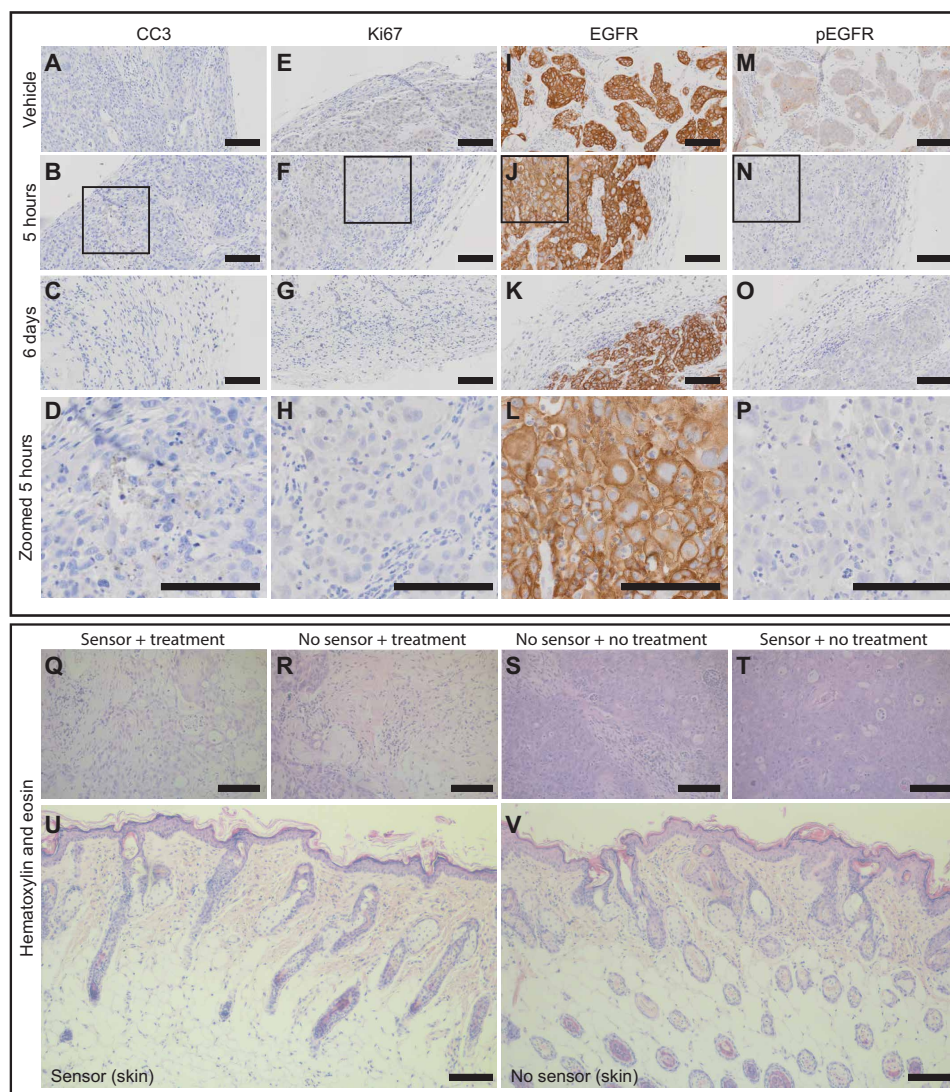 CC3 Ki67 EGFR pEGFR
Vehicle
A E I M
5 hours
B F J N
6 days
C G K O
Zoomed 5 hours
D H L P
Sensor + treatment No sensor + treatment No sensor + no treatment Sensor + no treatment
Hematoxylin and eosin
Q R S T
U V
Sensor (skin) No sensor (skin)